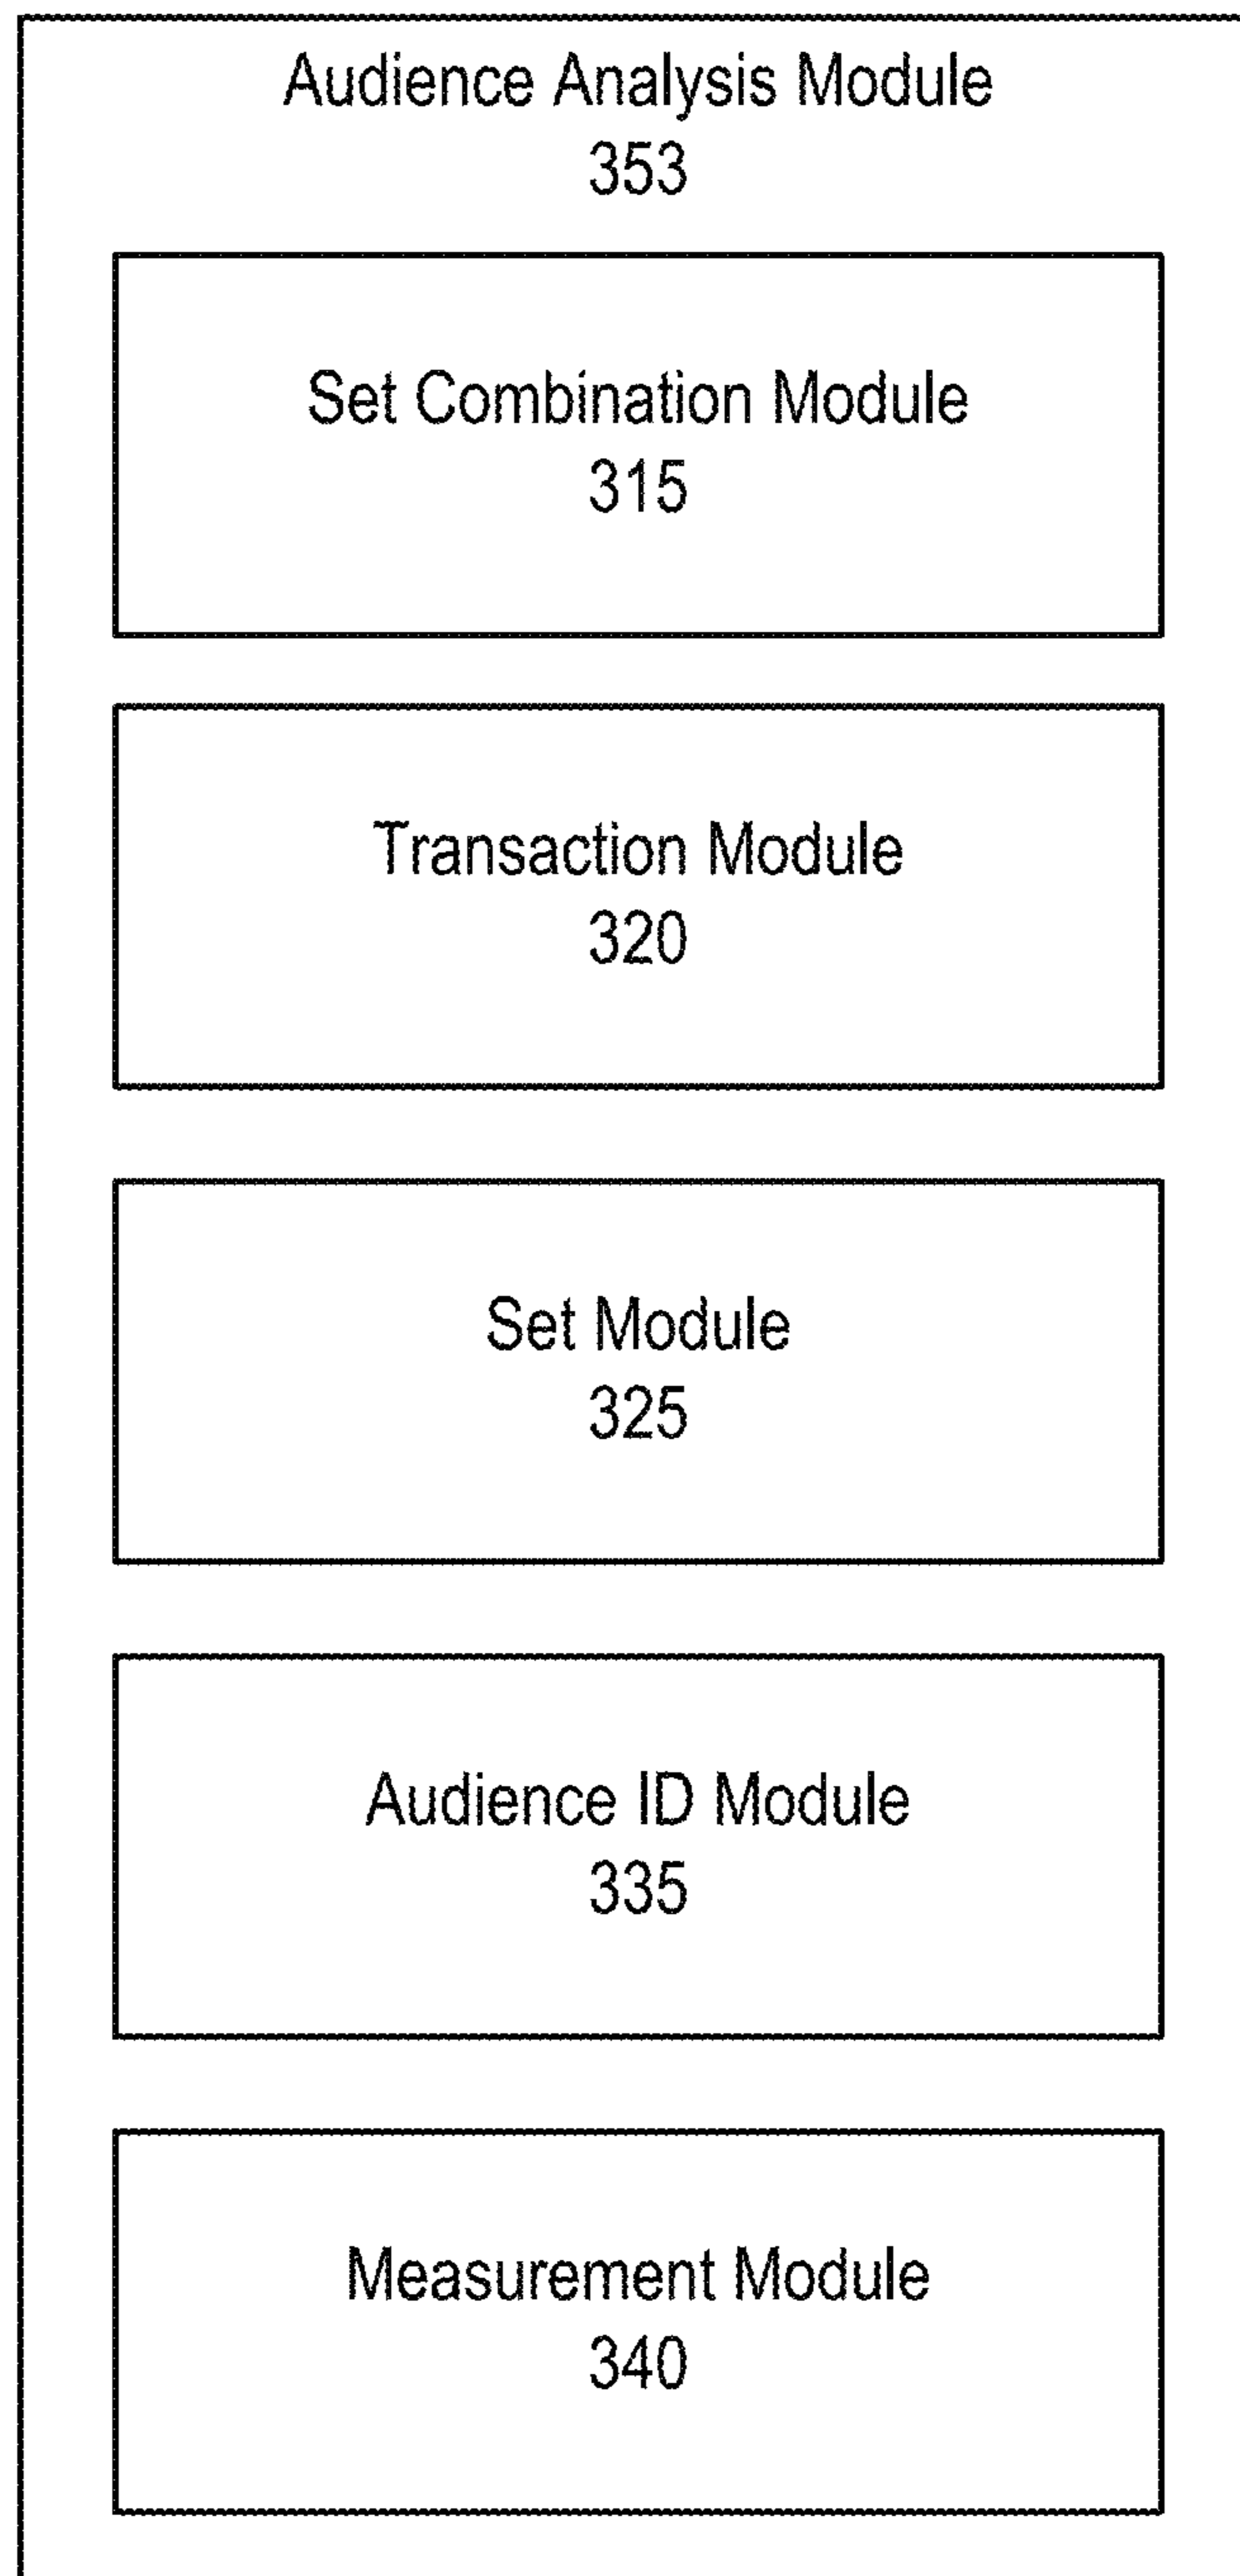 Audience Analysis Module
353
Set Combination Module
315
Transaction Module
320
Set Module
325
Audience ID Module
335
Measurement Module
340